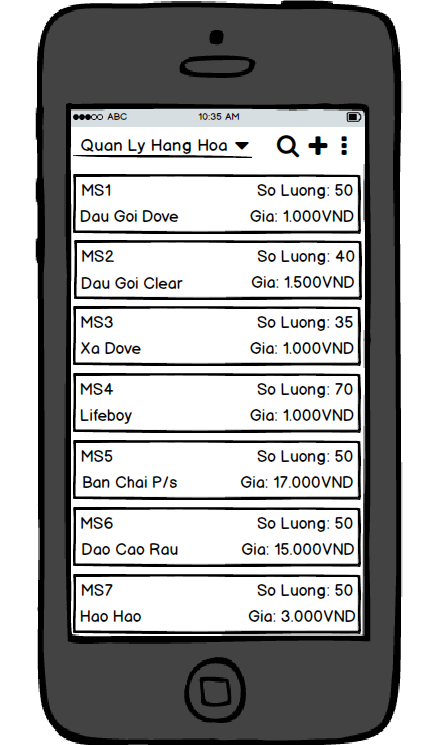 ABC 10:35 AM
Quan Ly Hang Hoa
MS1 So Luong: 50
Dau Goi Dove Gia: 1.000VND
MS2 So Luong: 40
Dau Goi Clear Gia: 1.500VND
MS3 So Luong: 35
Xa Dove Gia: 1.000VND
MS4 So Luong: 70
Lifeboy Gia: 1.000VND
MS5 So Luong: 50
Ban Chai P/s Gia: 17.000VND
MS6 So Luong: 50
Dao Cao Rau Gia: 15.000VND
MS7 So Luong: 50
Hao Hao Gia: 3.000VND